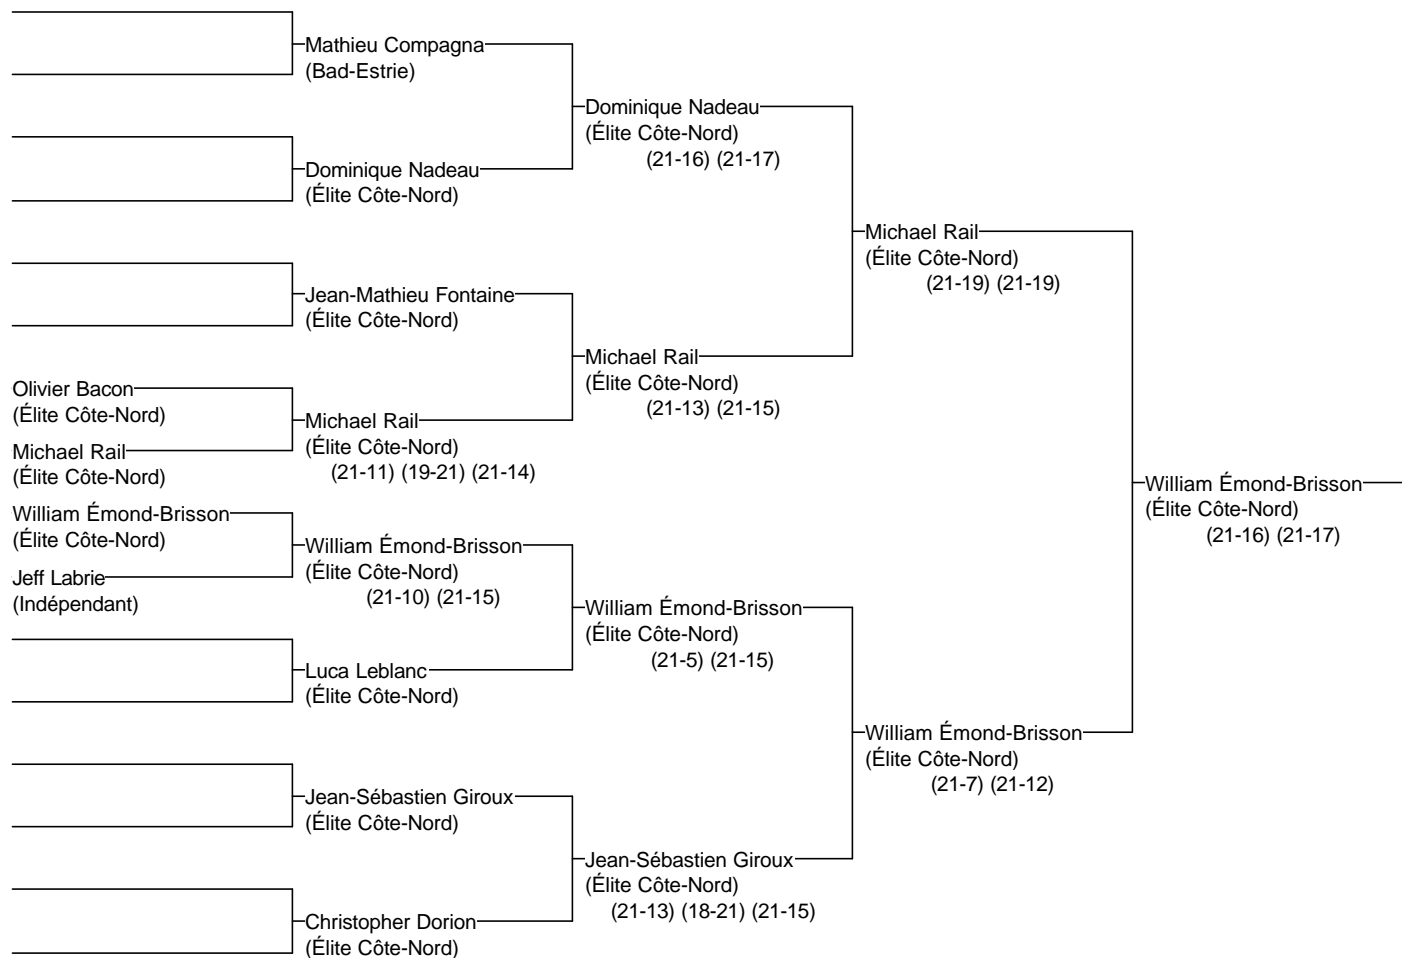 Mathieu Compagna
(Bad-Estrie)
Dominique Nadeau
(Élite Côte-Nord)
(21-16) (21-17)
Dominique Nadeau
(Élite Côte-Nord)
Michael Rail
(Élite Côte-Nord)
(21-19) (21-19)
Jean-Mathieu Fontaine
(Élite Côte-Nord)
Michael Rail
(Élite Côte-Nord)
(21-13) (21-15)
Olivier Bacon
(Élite Côte-Nord)
Michael Rail
(Élite Côte-Nord)
(21-11) (19-21) (21-14)
Michael Rail
(Élite Côte-Nord)
William Émond-Brisson
(Élite Côte-Nord)
(21-16) (21-17)
William Émond-Brisson
(Élite Côte-Nord)
William Émond-Brisson
(Élite Côte-Nord)
(21-10) (21-15)
Jeff Labrie
(Indépendant)
William Émond-Brisson
(Élite Côte-Nord)
(21-5) (21-15)
Luca Leblanc
(Élite Côte-Nord)
William Émond-Brisson
(Élite Côte-Nord)
(21-7) (21-12)
Jean-Sébastien Giroux
(Élite Côte-Nord)
Jean-Sébastien Giroux
(Élite Côte-Nord)
(21-13) (18-21) (21-15)
Christopher Dorion
(Élite Côte-Nord)